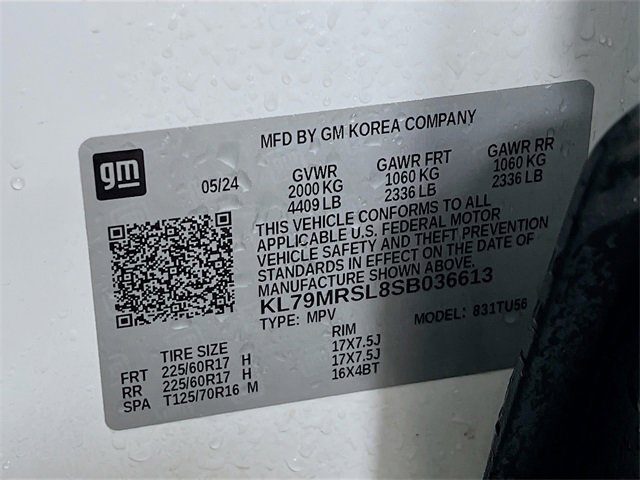 MFD BY GM KOREA COMPANY
gm
05/24
GVWR GAWR FRT GAWR RR
2000 KG 1060 KG 1060 KG
4409 LB 2336 LB 2336 LB
THIS VEHICLE CONFORMS TO ALL
APPLICABLE U.S. FEDERAL MOTOR
VEHICLE SAFETY AND THEFT PREVENTION
STANDARDS IN EFFECT ON THE DATE OF
MANUFACTURE SHOWN ABOVE.
KL79MRSL8SB036613
TYPE: MPV MODEL: 831TU56
TIRE SIZE RIM
FRT 225/60R17 H 17X7.5J
RR 225/60R17 H 17X7.5J
SPA T125/70R16 M 16X4BT